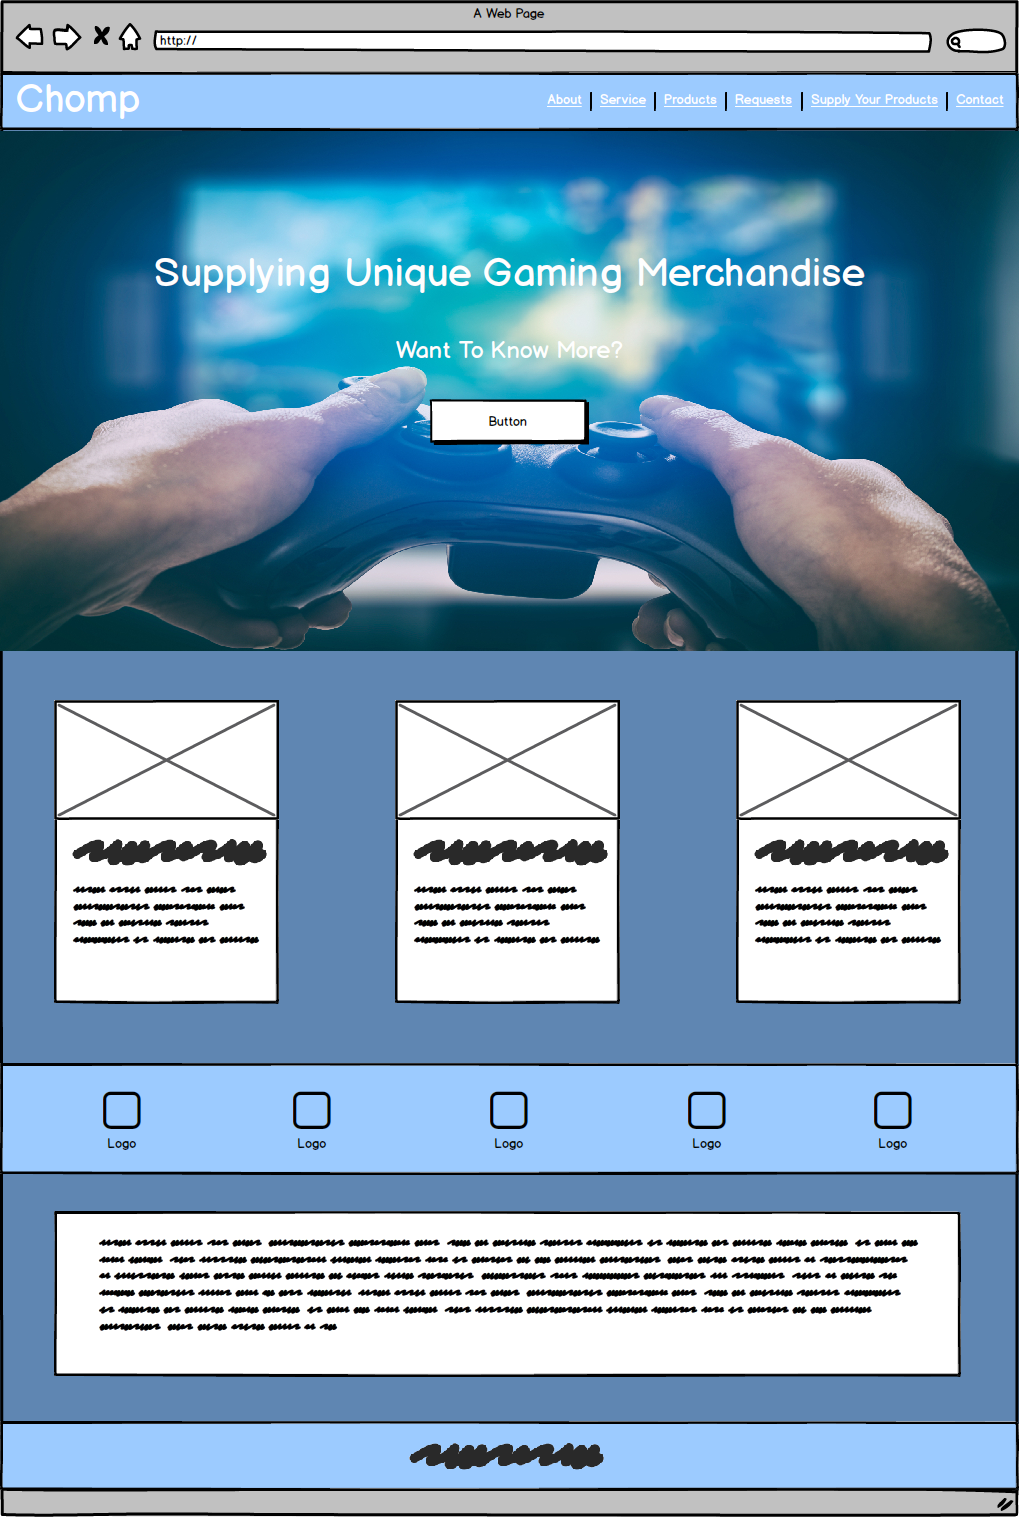 A Web Page
http://
Chomp
About | Service | Products | Requests | Supply Your Products | Contact
Supplying Unique Gaming Merchandise
Want To Know More?
Button
Logo Logo Logo Logo Logo